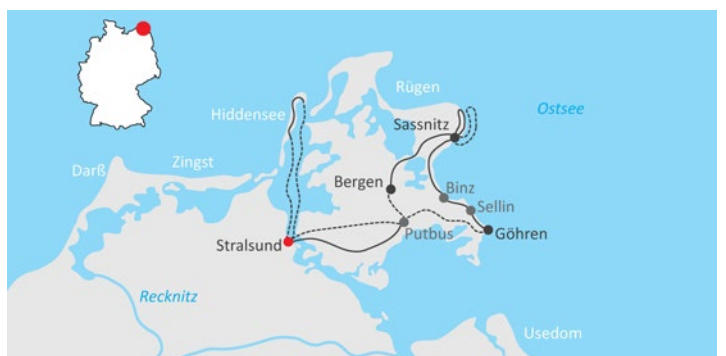 Rügen
Hiddensee
Ostsee
Sassnitz
Zingst
Darß
Bergen
Binz
Sellin
Putbus
Göhren
Stralsund
Recknitz
Usedom